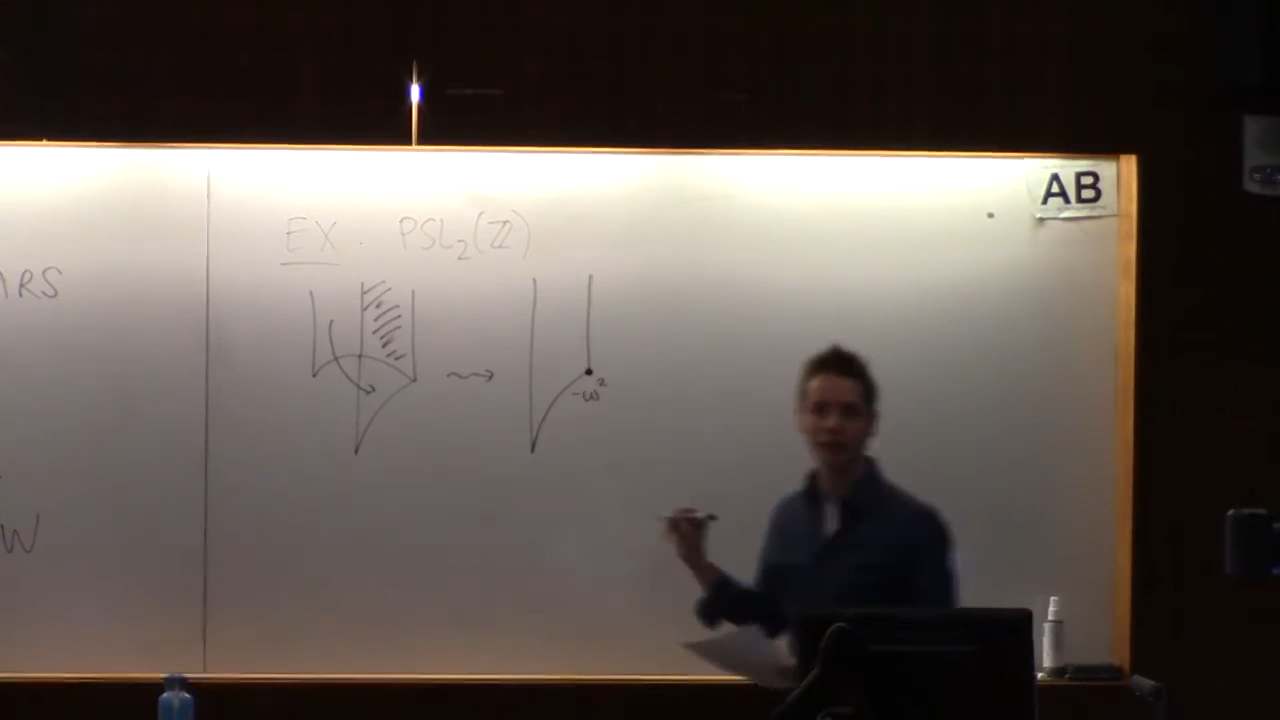 AB
EX. PSL₂(ℤ)
ARS
-ω²
W